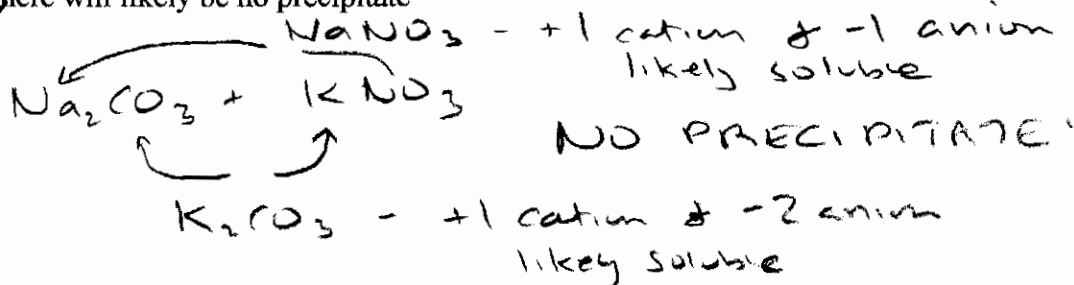 there will likely be no precipitate
NaNO₃ - +1 cation & -1 anion
likely soluble
Na₂CO₃ + KNO₃
NO PRECIPITATE
K₂CO₃ - +1 cation & -2 anion
likey soluble